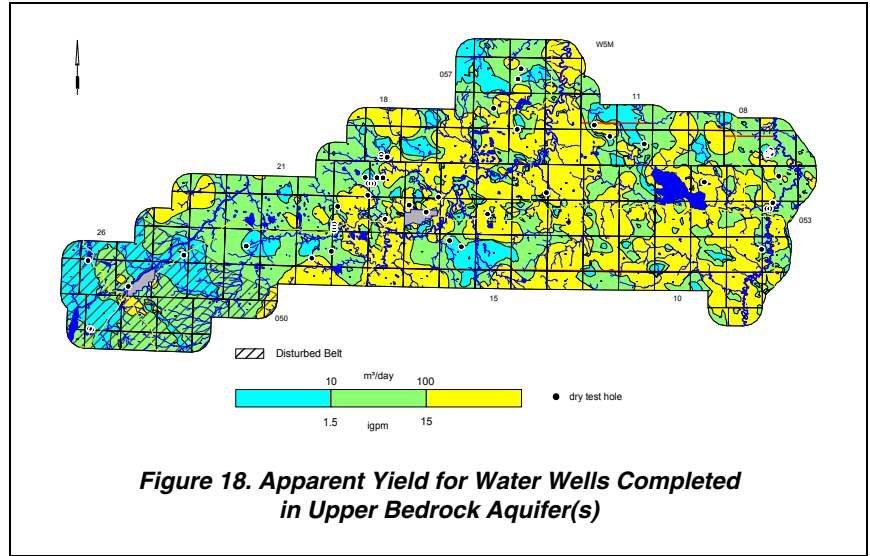 W5M
057
11
18
08
21
053
26
15
10
050
Disturbed Belt
m³/day
10 100
dry test hole
1.5 igpm 15
Figure 18. Apparent Yield for Water Wells Completed
in Upper Bedrock Aquifer(s)